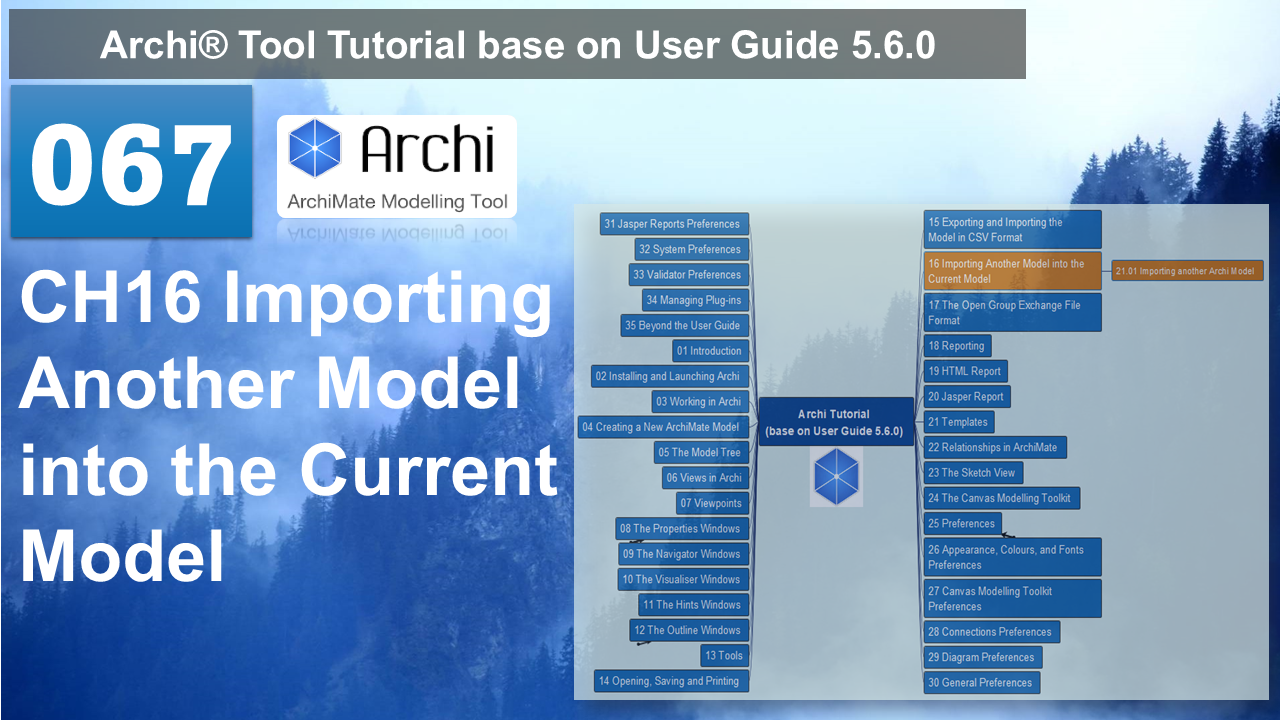 Archi® Tool Tutorial base on User Guide 5.6.0
067
Archi
ArchiMate Modelling Tool
CH16 Importing
Another Model
into the Current
Model
31 Jasper Reports Preferences
32 System Preferences
33 Validator Preferences
34 Managing Plug-ins
35 Beyond the User Guide
01 Introduction
02 Installing and Launching Archi
03 Working in Archi
04 Creating a New ArchiMate Model
05 The Model Tree
06 Views in Archi
07 Viewpoints
08 The Properties Windows
09 The Navigator Windows
10 The Visualiser Windows
11 The Hints Windows
12 The Outline Windows
13 Tools
14 Opening, Saving and Printing
Archi Tutorial
(base on User Guide 5.6.0)
15 Exporting and Importing the
Model in CSV Format
16 Importing Another Model into the
Current Model
21.01 Importing another Archi Model
17 The Open Group Exchange File
Format
18 Reporting
19 HTML Report
20 Jasper Report
21 Templates
22 Relationships in ArchiMate
23 The Sketch View
24 The Canvas Modelling Toolkit
25 Preferences
26 Appearance, Colours, and Fonts
Preferences
27 Canvas Modelling Toolkit
Preferences
28 Connections Preferences
29 Diagram Preferences
30 General Preferences